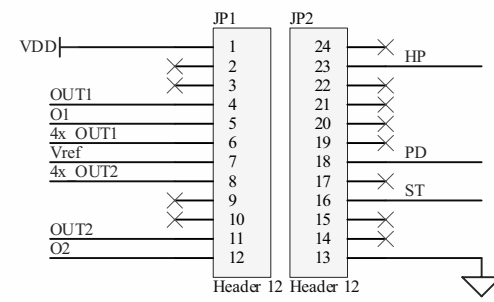 JP1 JP2
VDD 1 24
2 23 HP
3 22
OUT1 4 21
O1 5 20
4x_OUT1 6 19
Vref 7 18 PD
4x_OUT2 8 17
9 16 ST
10 15
OUT2 11 14
O2 12 13
Header 12 Header 12